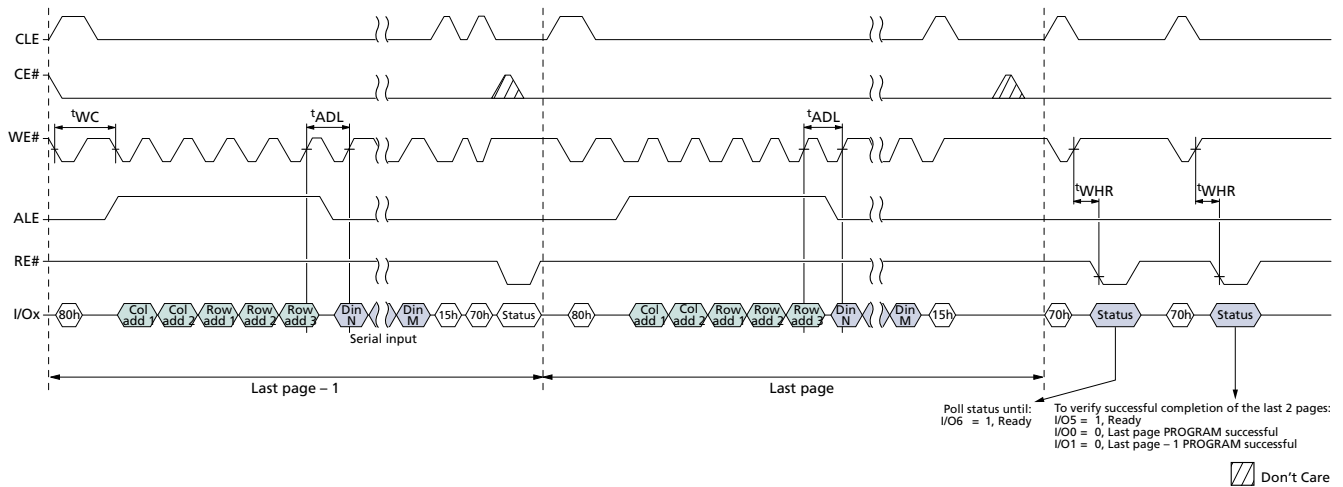 CLE
CE#
tWC
tADL
tADL
WE#
tWHR
tWHR
ALE
RE#
I/Ox
80h
Col add 1
Col add 2
Row add 1
Row add 2
Row add 3
Din N
Din M
15h
70h
Status
80h
Col add 1
Col add 2
Row add 1
Row add 2
Row add 3
Din N
Din M
15h
70h
Status
70h
Status
Serial input
Last page – 1
Last page
Poll status until:
I/O6 = 1, Ready
To verify successful completion of the last 2 pages:
I/O5 = 1, Ready
I/O0 = 0, Last page PROGRAM successful
I/O1 = 0, Last page – 1 PROGRAM successful
Don't Care